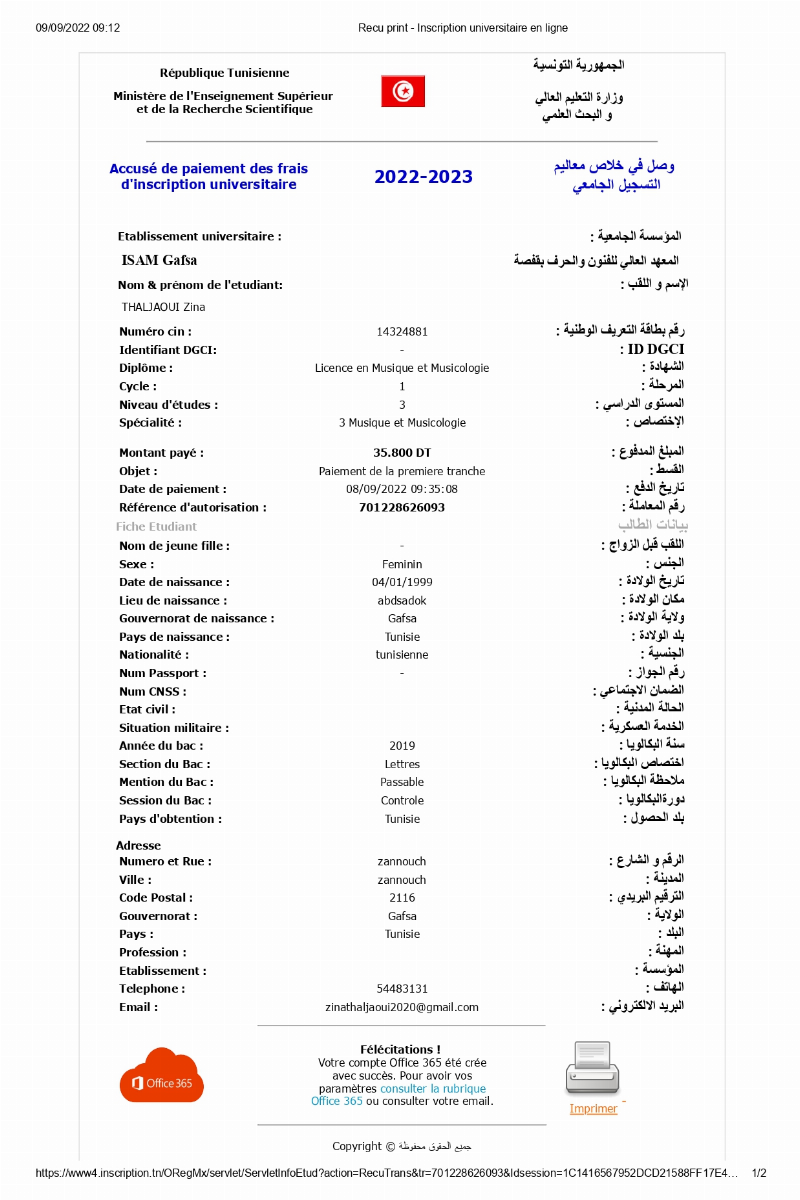 09/09/2022 09:12 Recu print - Inscription universitaire en ligne
République Tunisienne الجمهورية التونسية
Ministère de l'Enseignement Supérieur وزارة التعليم العالي
et de la Recherche Scientifique و البحث العلمي
Accusé de paiement des frais 2022-2023 وصل في خلاص معاليم
d'inscription universitaire التسجيل الجامعي
Etablissement universitaire : المؤسسة الجامعية :
ISAM Gafsa المعهد العالي للفنون والحرف بقفصة
Nom & prénom de l'etudiant: الإسم و اللقب :
THALJAOUI Zina
Numéro cin : 14324881 رقم بطاقة التعريف الوطنية :
Identifiant DGCI: - ID DGCI :
Diplôme : Licence en Musique et Musicologie الشهادة :
Cycle : 1 المرحلة :
Niveau d'études : 3 المستوى الدراسي :
Spécialité : 3 Musique et Musicologie الإختصاص :
Montant payé : 35.800 DT المبلغ المدفوع :
Objet : Paiement de la premiere tranche القسط :
Date de paiement : 08/09/2022 09:35:08 تاريخ الدفع :
Référence d'autorisation : 701228626093 رقم المعاملة :
Fiche Etudiant بيانات الطالب
Nom de jeune fille : - اللقب قبل الزواج :
Sexe : Feminin الجنس :
Date de naissance : 04/01/1999 تاريخ الولادة :
Lieu de naissance : abdsadok مكان الولادة :
Gouvernorat de naissance : Gafsa ولاية الولادة :
Pays de naissance : Tunisie بلد الولادة :
Nationalité : tunisienne الجنسية :
Num Passport : - رقم الجواز :
Num CNSS : الضمان الاجتماعي :
Etat civil : الحالة المدنية :
Situation militaire : الخدمة العسكرية :
Année du bac : 2019 سنة البكالويا :
Section du Bac : Lettres اختصاص البكالويا :
Mention du Bac : Passable ملاحظة البكالويا :
Session du Bac : Controle دورةالبكالويا :
Pays d'obtention : Tunisie بلد الحصول :
Adresse
Numero et Rue : zannouch الرقم و الشارع :
Ville : zannouch المدينة :
Code Postal : 2116 الترقيم البريدي :
Gouvernorat : Gafsa الولاية :
Pays : Tunisie البلد :
Profession : المهنة :
Etablissement : المؤسسة :
Telephone : 54483131 الهاتف :
Email : zinathaljaoui2020@gmail.com البريد الالكتروني :
Félécitations !
Votre compte Office 365 été crée
avec succès. Pour avoir vos
paramètres consulter la rubrique
Office 365 ou consulter votre email.
Office 365
Imprimer
Copyright © جميع الحقوق محفوظة
https://www4.inscription.tn/ORegMx/servlet/ServletInfoEtud?action=RecuTrans&tr=701228626093&Idsession=1C1416567952DCD21588FF17E4… 1/2